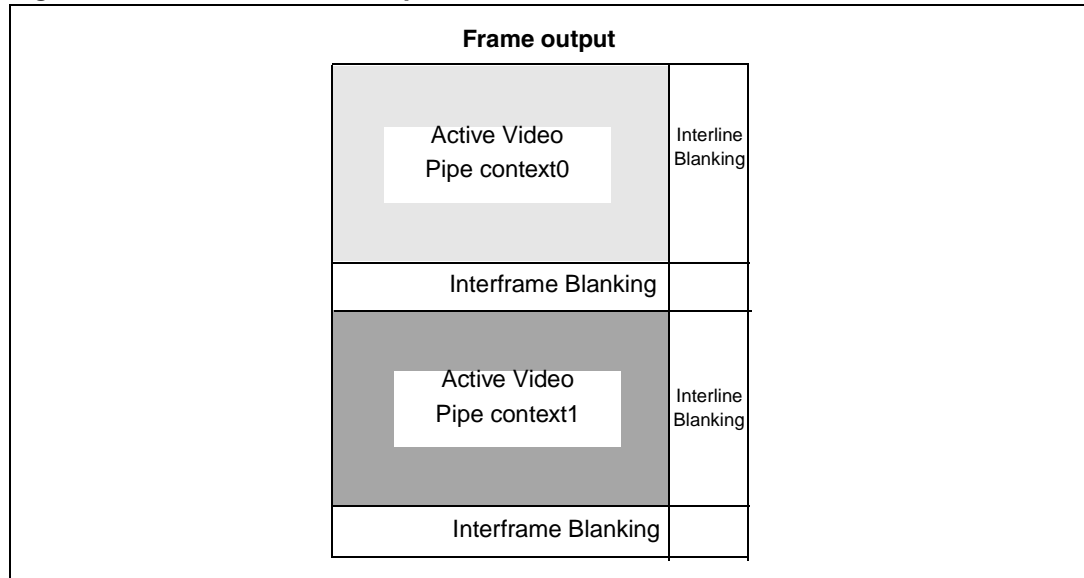 Frame output
Active Video
Pipe context0
Interline
Blanking
Interframe Blanking
Active Video
Pipe context1
Interline
Blanking
Interframe Blanking